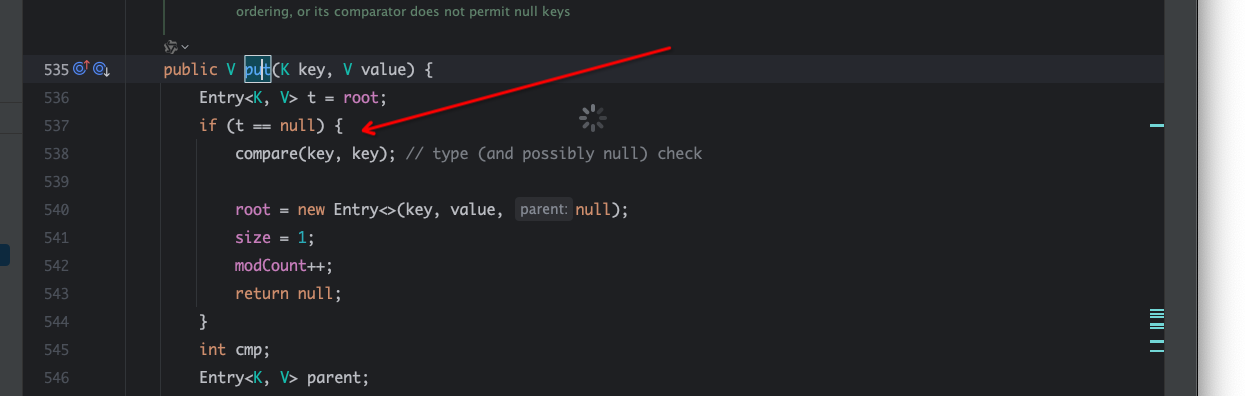 ordering, or its comparator does not permit null keys
535 public V put(K key, V value) {
536 Entry<K, V> t = root;
537 if (t == null) {
538 compare(key, key); // type (and possibly null) check
539
540 root = new Entry<>(key, value, parent: null);
541 size = 1;
542 modCount++;
543 return null;
544 }
545 int cmp;
546 Entry<K, V> parent;